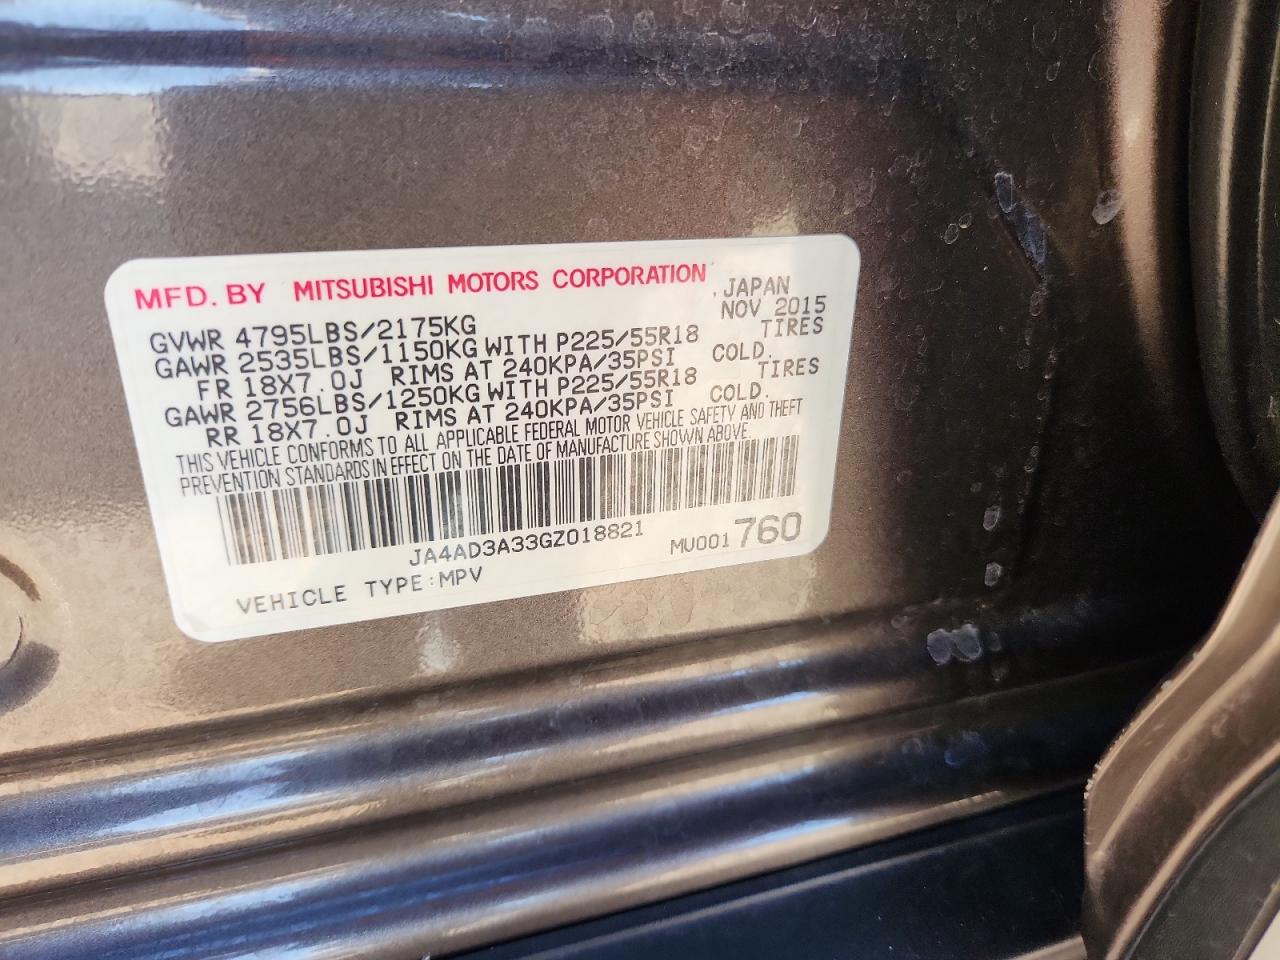 MFD. BY MITSUBISHI MOTORS CORPORATION
JAPAN
NOV 2015
GVWR 4795LBS/2175KG
GAWR 2535LBS/1150KG WITH P225/55R18 TIRES
FR 18X7.0J RIMS AT 240KPA/35PSI COLD.
GAWR 2756LBS/1250KG WITH P225/55R18 TIRES
RR 18X7.0J RIMS AT 240KPA/35PSI COLD.
THIS VEHICLE CONFORMS TO ALL APPLICABLE FEDERAL MOTOR VEHICLE SAFETY AND THEFT
PREVENTION STANDARDS IN EFFECT ON THE DATE OF MANUFACTURE SHOWN ABOVE.
JA4AD3A33GZ018821
MU001760
VEHICLE TYPE:MPV